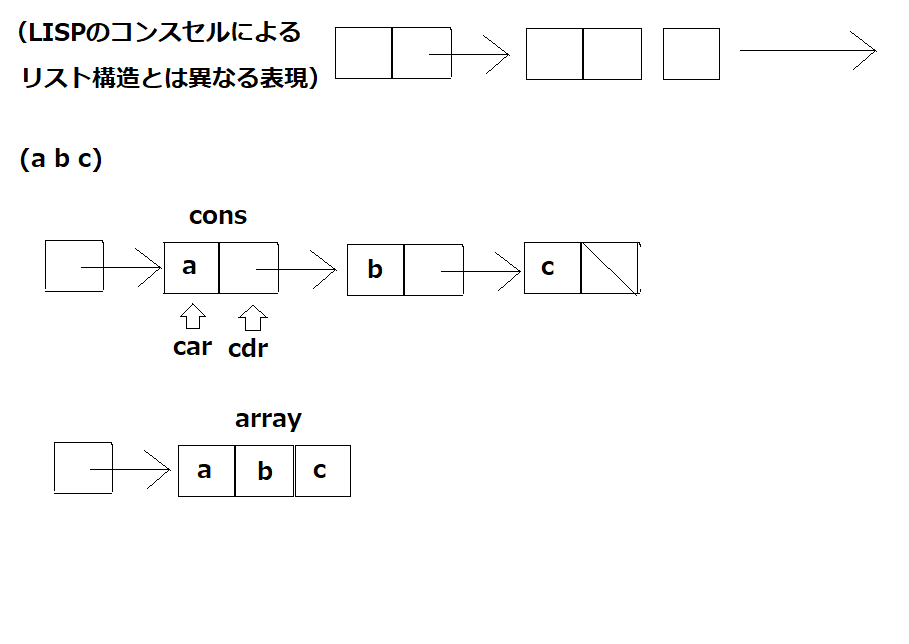 （LISPのコンスセルによる
リスト構造とは異なる表現）
(a b c)
cons
a
b
c
car
cdr
array
a
b
c